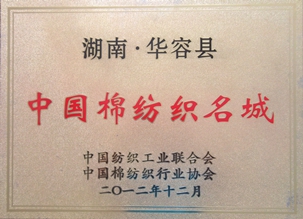 湖南·华容县
中国棉纺织名城
中国纺织工业联合会
中国棉纺织行业协会
二〇一二年十二月